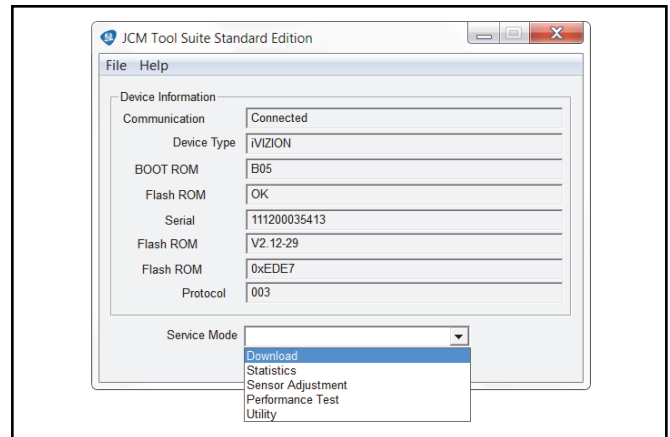 JCM Tool Suite Standard Edition
File Help
Device Information
Communication Connected
Device Type iVIZION
BOOT ROM B05
Flash ROM OK
Serial 111200035413
Flash ROM V2.12-29
Flash ROM 0xEDE7
Protocol 003
Service Mode
Download
Statistics
Sensor Adjustment
Performance Test
Utility